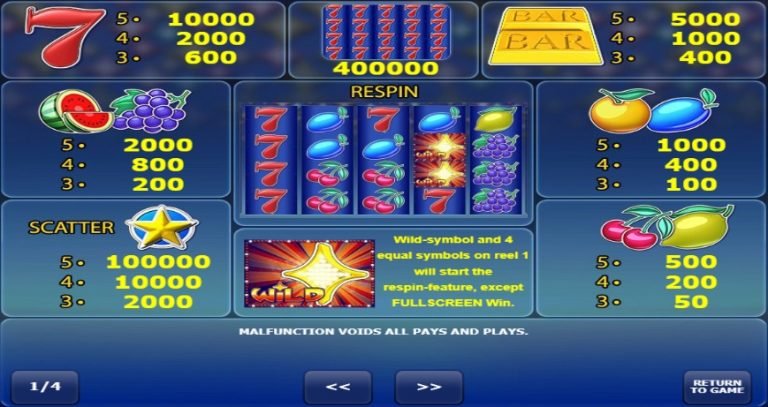 5• 10000
4• 2000
3• 600
400000
BAR
BAR
5• 5000
4• 1000
3• 400
5• 2000
4• 800
3• 200
RESPIN
WILD
WILD
5• 1000
4• 400
3• 100
SCATTER
5• 100000
4• 10000
3• 2000
WILD
Wild-symbol and 4
equal symbols on reel 1
will start the
respin-feature, except
FULLSCREEN Win.
5• 500
4• 200
3• 50
MALFUNCTION VOIDS ALL PAYS AND PLAYS.
1/4
<<
>>
RETURN
TO GAME